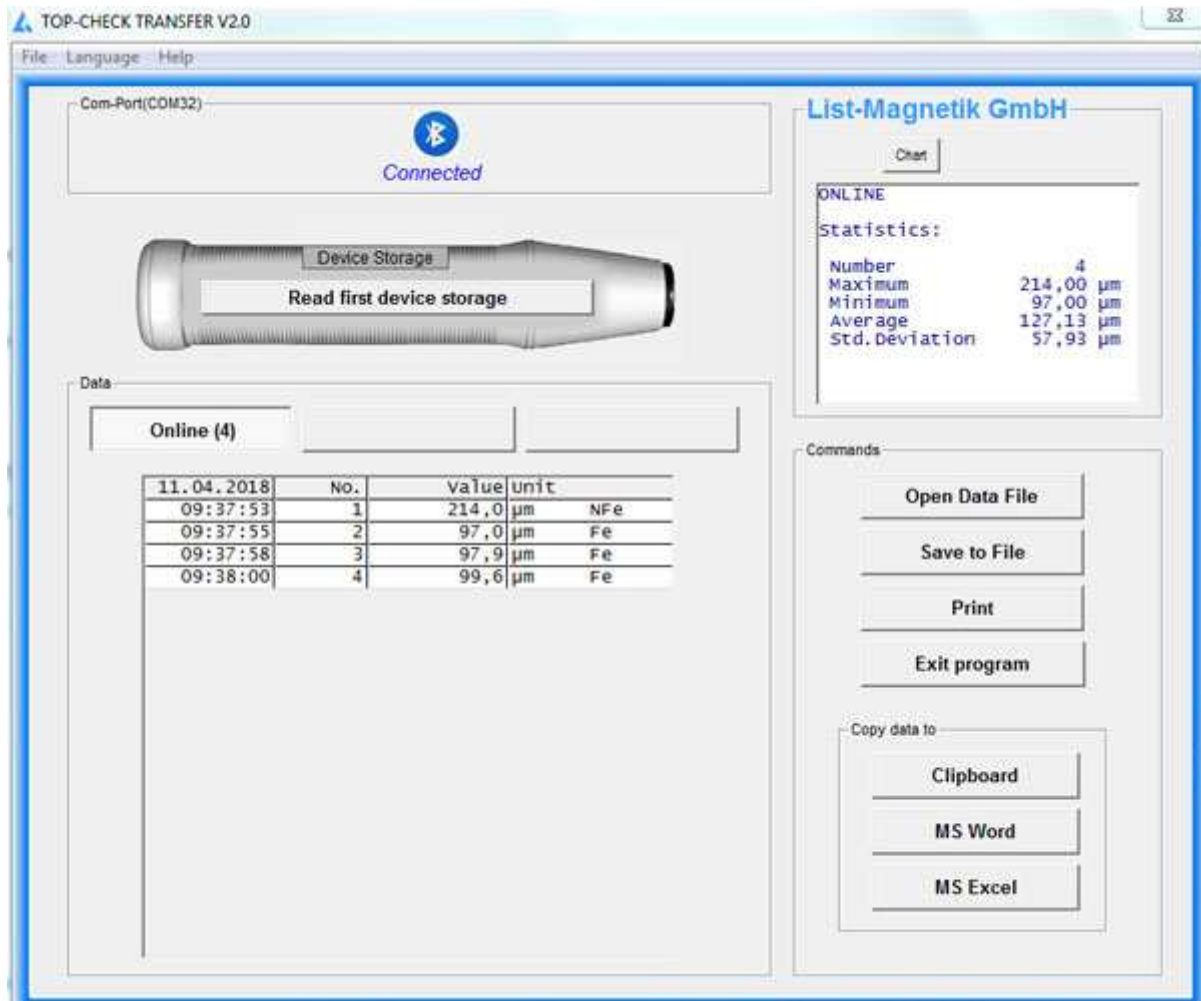 TOP-CHECK TRANSFER V2.0
File Language Help
Com-Port(COM32)
Connected
Device Storage
Read first device storage
Data
Online (4)
11.04.2018 No. Value Unit
09:37:53 1 214,0 µm NFe
09:37:55 2 97,0 µm Fe
09:37:58 3 97,9 µm Fe
09:38:00 4 99,6 µm Fe
List-Magnetik GmbH
Chart
ONLINE
Statistics:
Number 4
Maximum 214,00 µm
Minimum 97,00 µm
Average 127,13 µm
Std.Deviation 57,93 µm
Commands
Open Data File
Save to File
Print
Exit program
Copy data to
Clipboard
MS Word
MS Excel